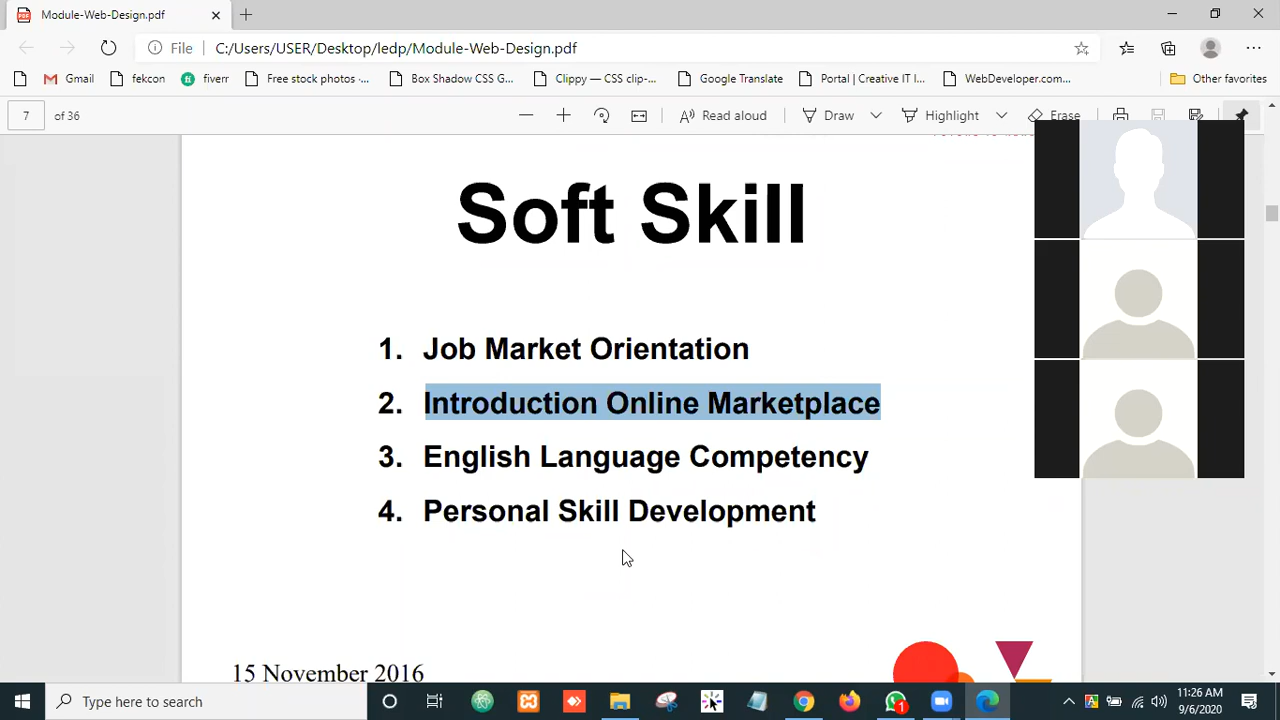 Module-Web-Design.pdf
File
C:/Users/USER/Desktop/ledp/Module-Web-Design.pdf
Gmail
fekcon
fiverr
Free stock photos ·...
Box Shadow CSS G...
Clippy — CSS clip-...
Google Translate
Portal | Creative IT I...
WebDeveloper.com...
Other favorites
7
of 36
Read aloud
Draw
Highlight
Erase
Soft Skill
1. Job Market Orientation
2. Introduction Online Marketplace
3. English Language Competency
4. Personal Skill Development
15 November 2016
Type here to search
1
11:26 AM
9/6/2020